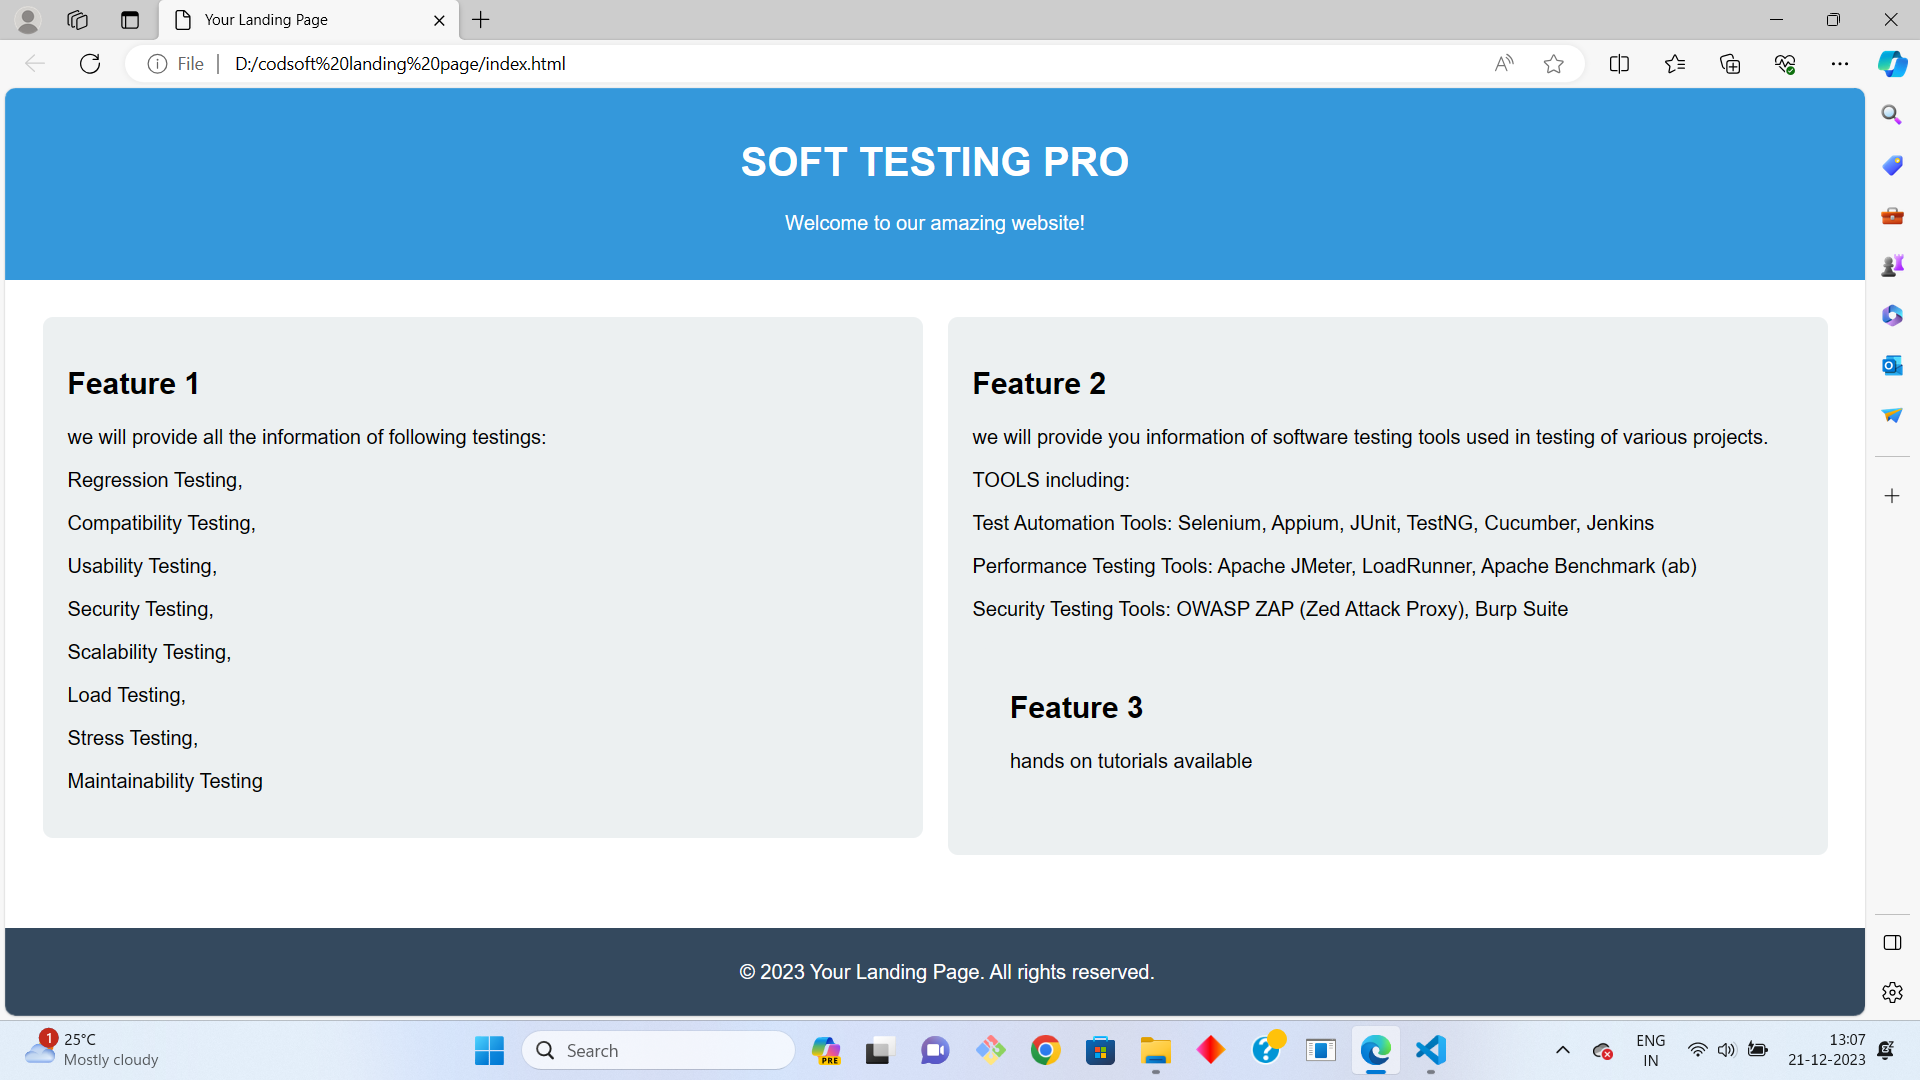 Your Landing Page
File
D:/codsoft%20landing%20page/index.html
SOFT TESTING PRO
Welcome to our amazing website!
Feature 1
we will provide all the information of following testings:
Regression Testing,
Compatibility Testing,
Usability Testing,
Security Testing,
Scalability Testing,
Load Testing,
Stress Testing,
Maintainability Testing
Feature 2
we will provide you information of software testing tools used in testing of various projects.
TOOLS including:
Test Automation Tools: Selenium, Appium, JUnit, TestNG, Cucumber, Jenkins
Performance Testing Tools: Apache JMeter, LoadRunner, Apache Benchmark (ab)
Security Testing Tools: OWASP ZAP (Zed Attack Proxy), Burp Suite
Feature 3
hands on tutorials available
© 2023 Your Landing Page. All rights reserved.
1
25°C
Mostly cloudy
Search
PRE
ENG
IN
13:07
21-12-2023